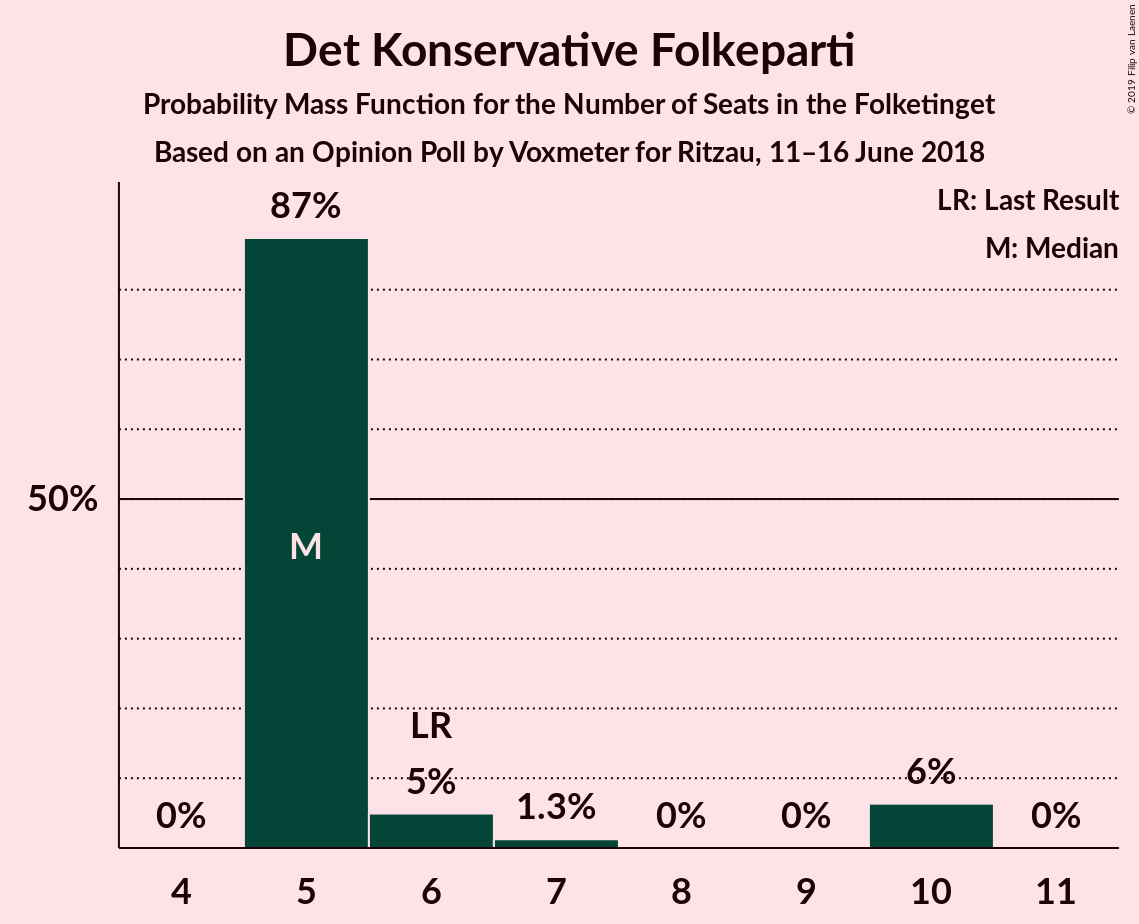 Det Konservative Folkeparti
Probability Mass Function for the Number of Seats in the Folketinget
Based on an Opinion Poll by Voxmeter for Ritzau, 11–16 June 2018
© 2019 Filip van Laenen
LR: Last Result
M: Median
87%
50%
M
LR
5%
6%
0%
1.3%
0%
0%
0%
4 5 6 7 8 9 10 11